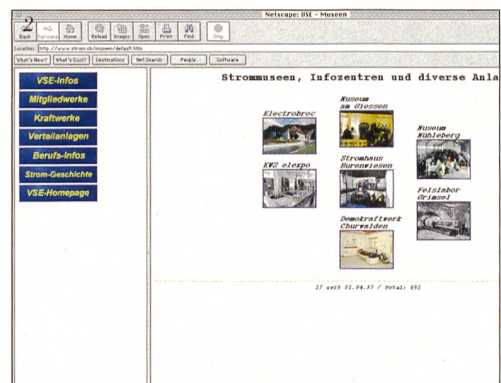 Netscape: VSE – Museen
2
Back Forward Home Reload Images Open Print Find Stop
Location: http://www.strom.ch/museen/default.htm
What's New? What's Cool? Destinations Net Search People Software
VSE-Infos
Mitgliedwerke
Kraftwerke
Verteilanlagen
Berufs-Infos
Strom-Geschichte
VSE-Homepage
Strommuseen, Infozentren und diverse Anla
Electrobroc
EWZ elexpo
Museum
am Giessen
Stromhaus
Burenwiesen
Demokraftwerk
Churwalden
Museum
Mühleberg
Felslabor
Grimsel
17 seit 01.04.97 / Total: 452